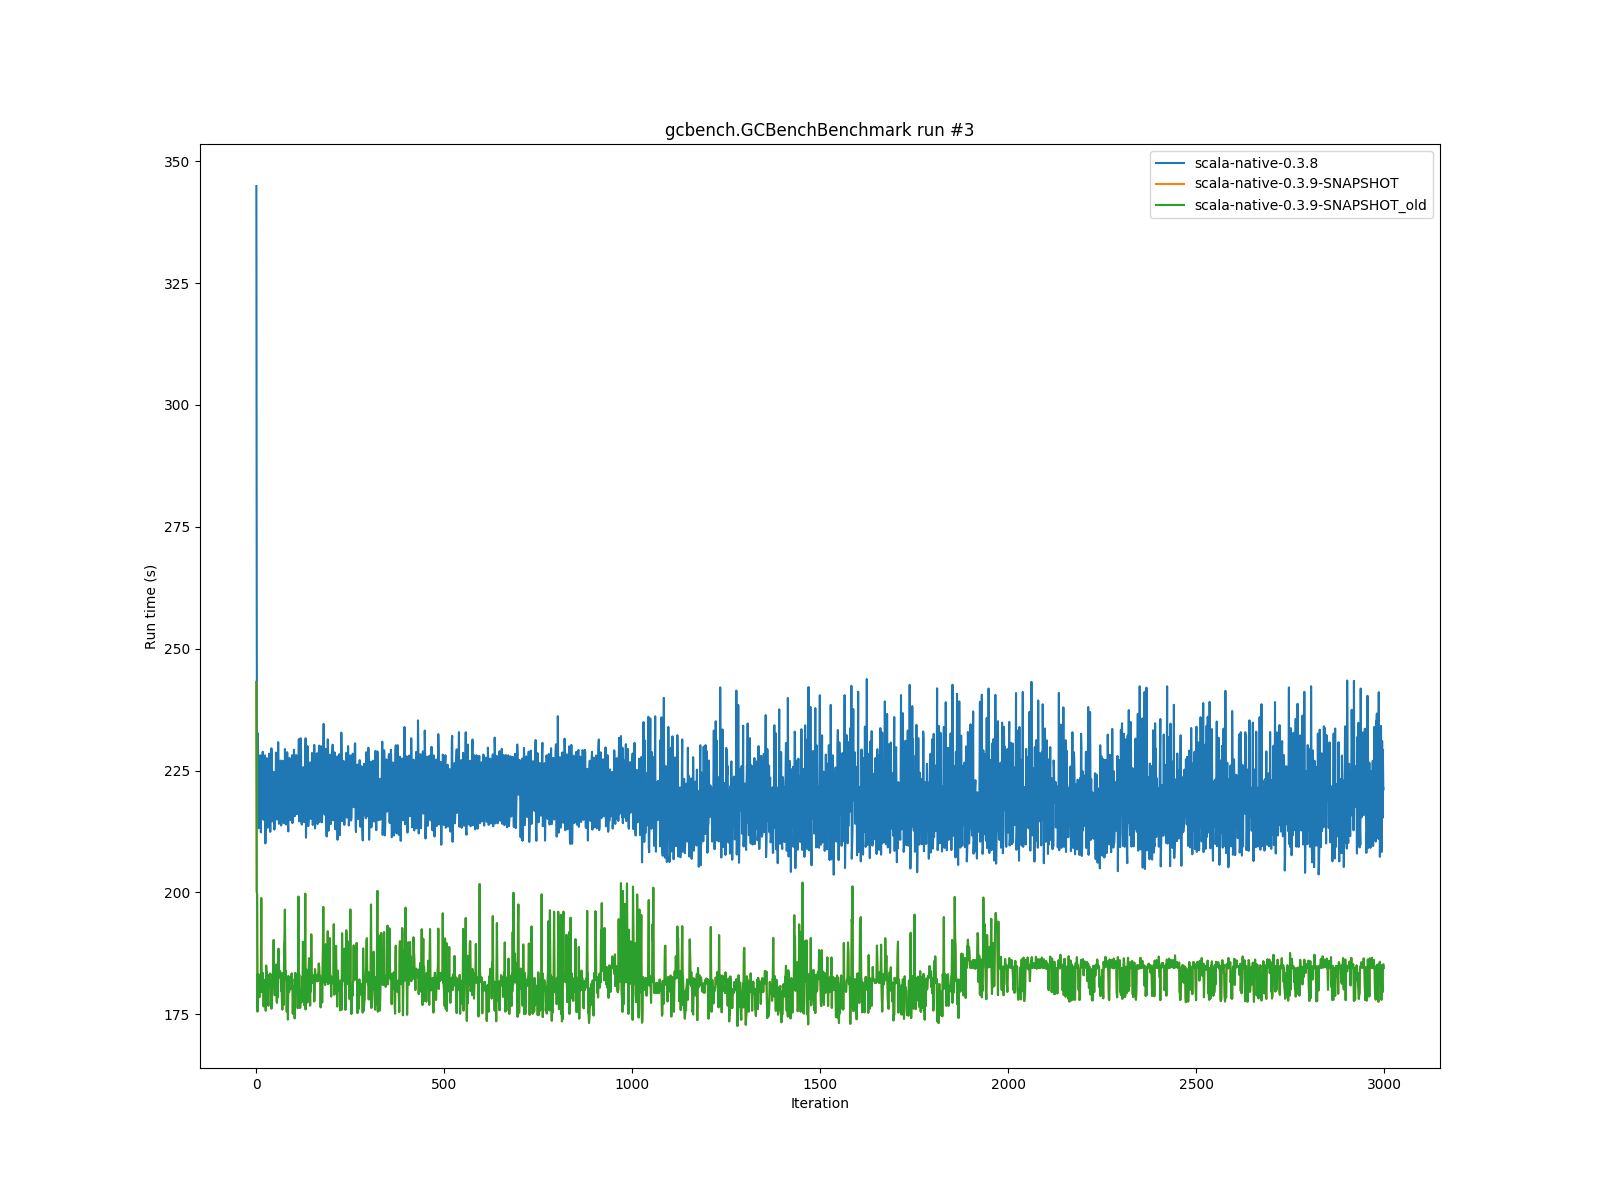 gcbench.GCBenchBenchmark run #3
scala-native-0.3.8
scala-native-0.3.9-SNAPSHOT
scala-native-0.3.9-SNAPSHOT_old
Run time (s)
350
325
300
275
250
225
200
175
0 500 1000 1500 2000 2500 3000
Iteration